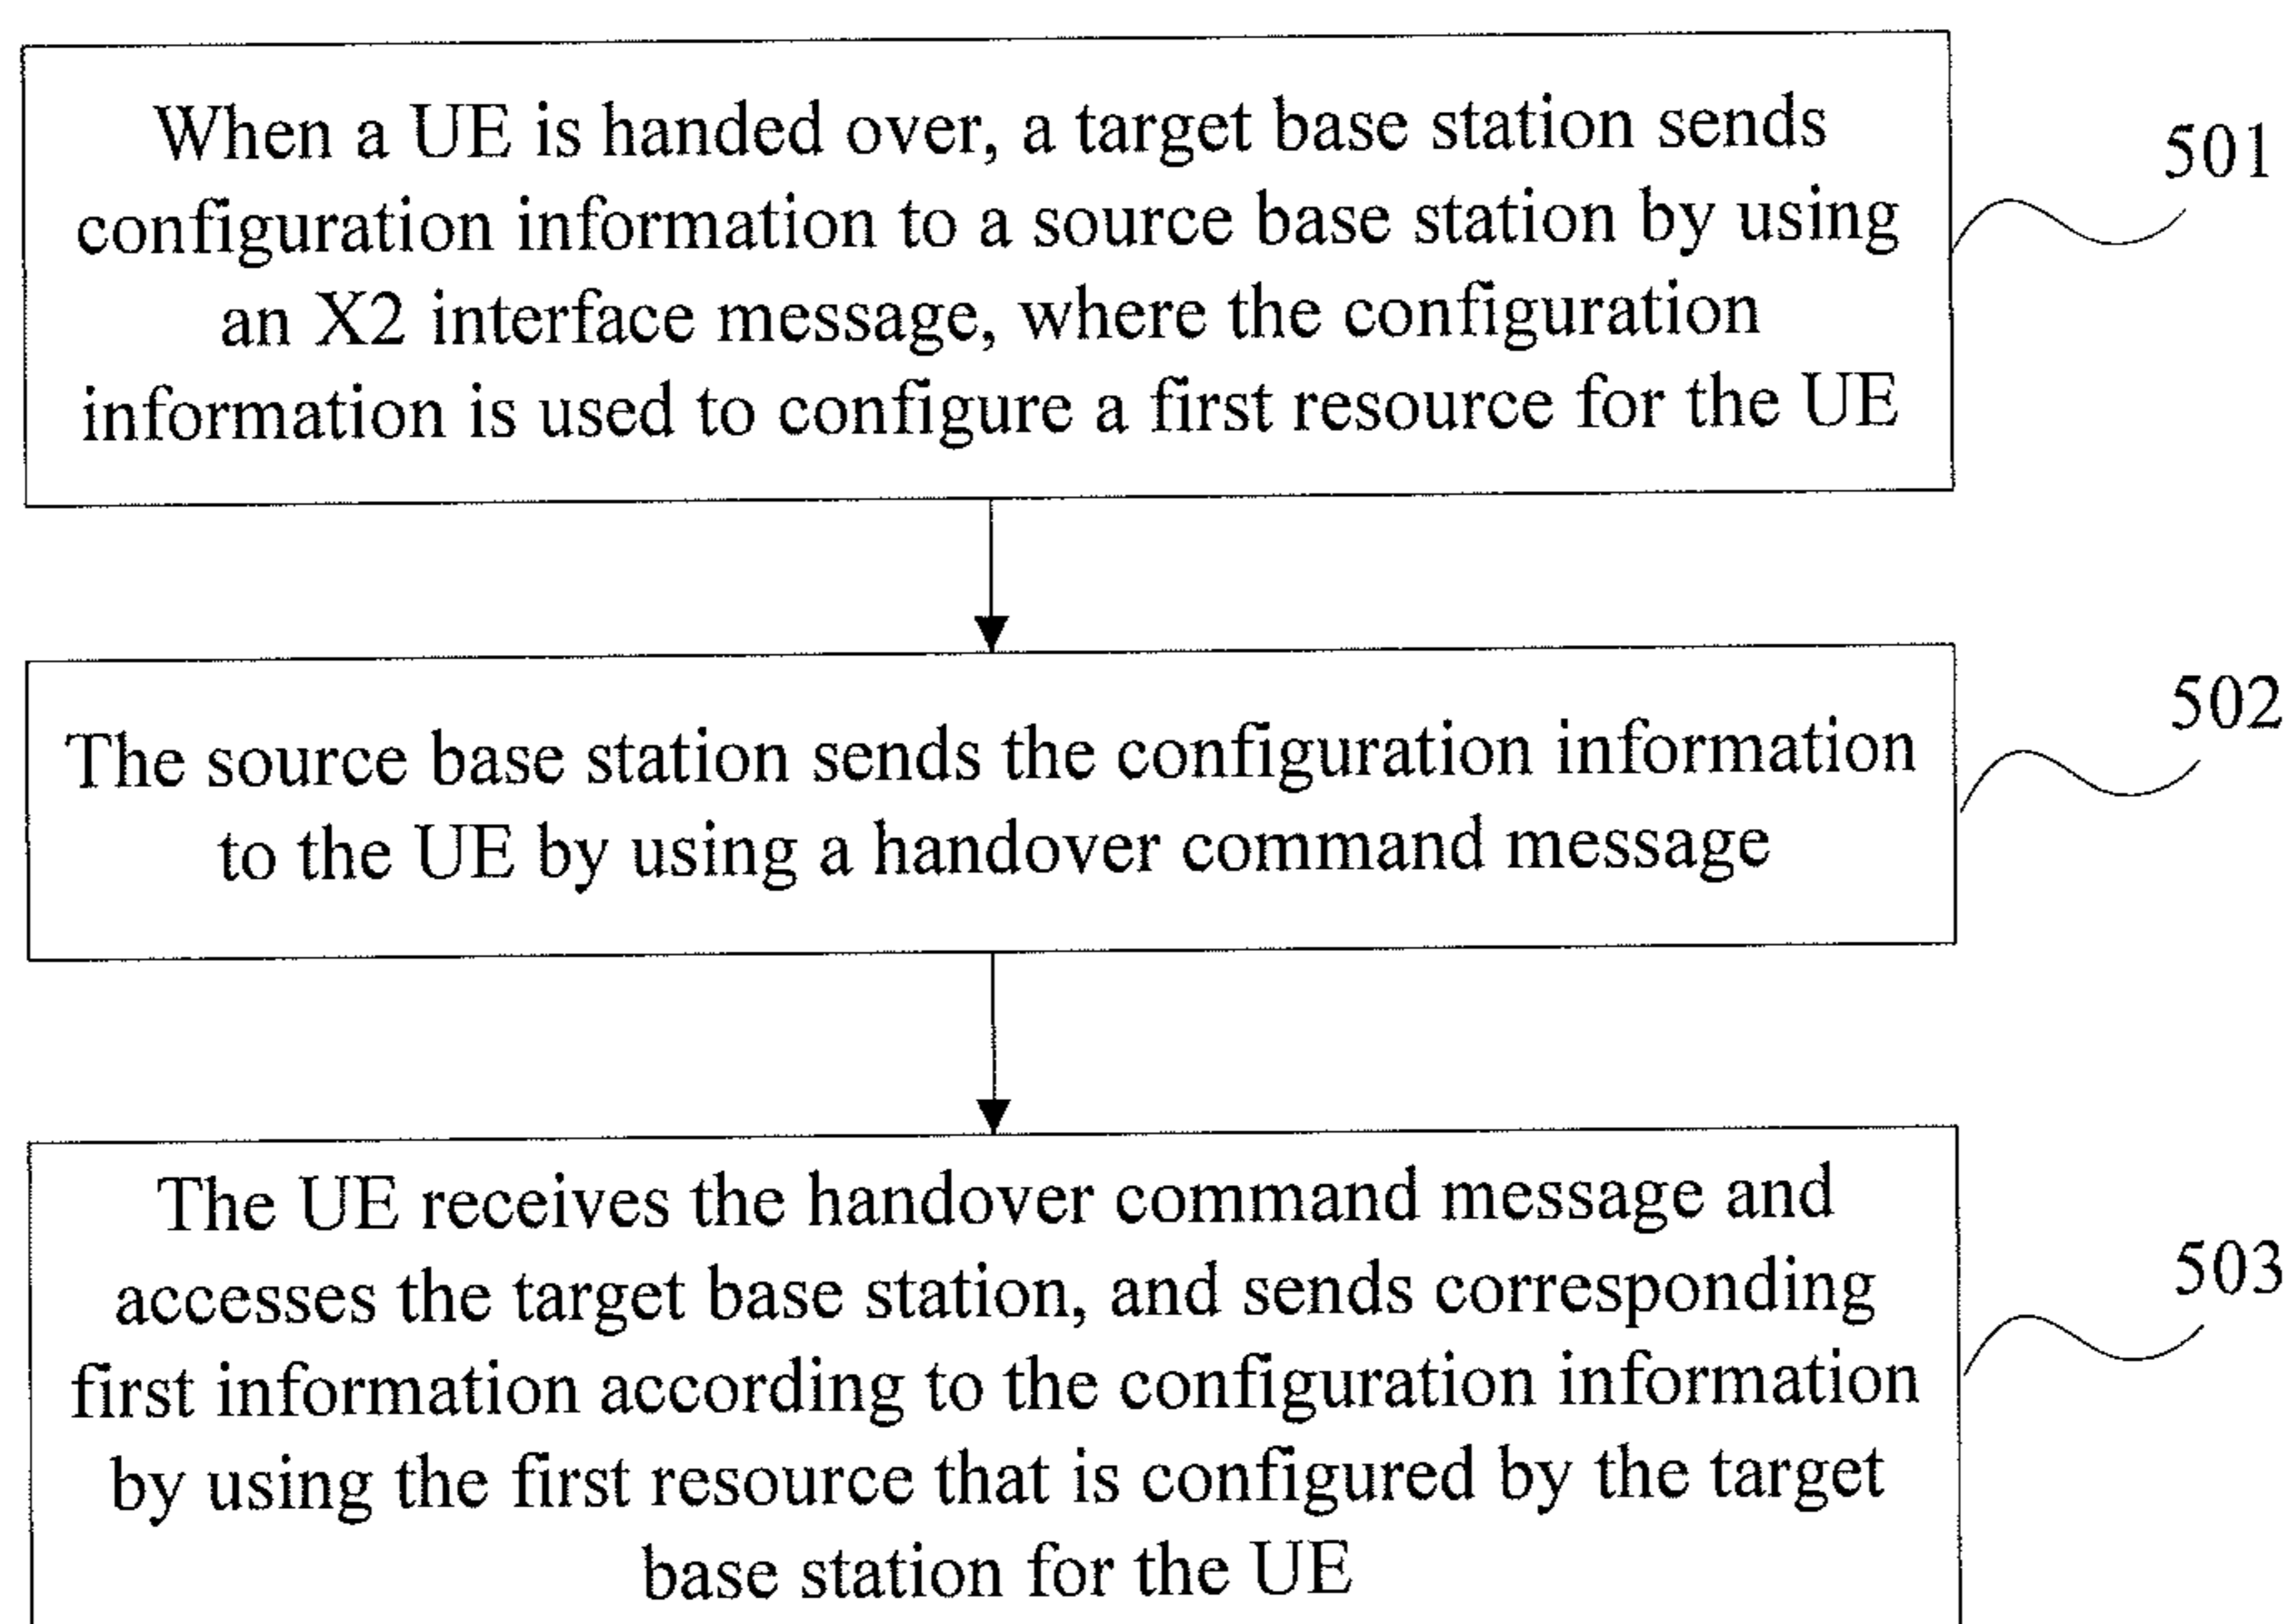 When a UE is handed over, a target base station sends
configuration information to a source base station by using
an X2 interface message, where the configuration
information is used to configure a first resource for the UE
501
The source base station sends the configuration information
to the UE by using a handover command message
502
The UE receives the handover command message and
accesses the target base station, and sends corresponding
first information according to the configuration information
by using the first resource that is configured by the target
base station for the UE
503